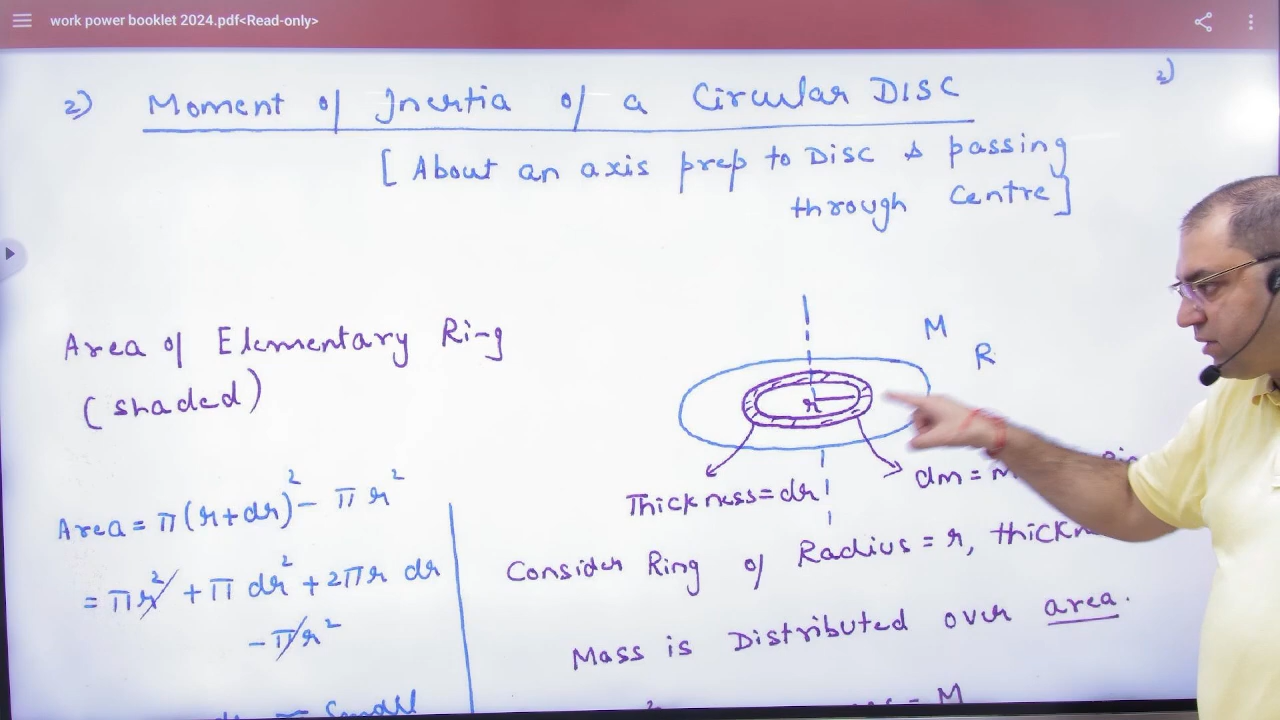 work power booklet 2024.pdf<Read-only>
2) Moment of Inertia of a Circular DISC
2)
[About an axis prep to Disc & passing
through Centre]
Area of Elementary Ring
(shaded)
M
R
r
Thickness=dr
dm=
Area = π(r+dr)² - πr²
= πr² + πdr² + 2πr dr
- πr²
Consider Ring of Radius = r,
Mass is Distributed over area.
Small
= M